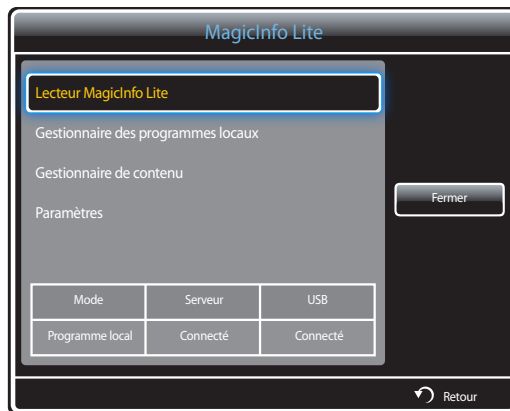 MagicInfo Lite
Lecteur MagicInfo Lite
Gestionnaire des programmes locaux
Gestionnaire de contenu
Paramètres
Fermer
Mode Serveur USB
Programme local Connecté Connecté
Retour